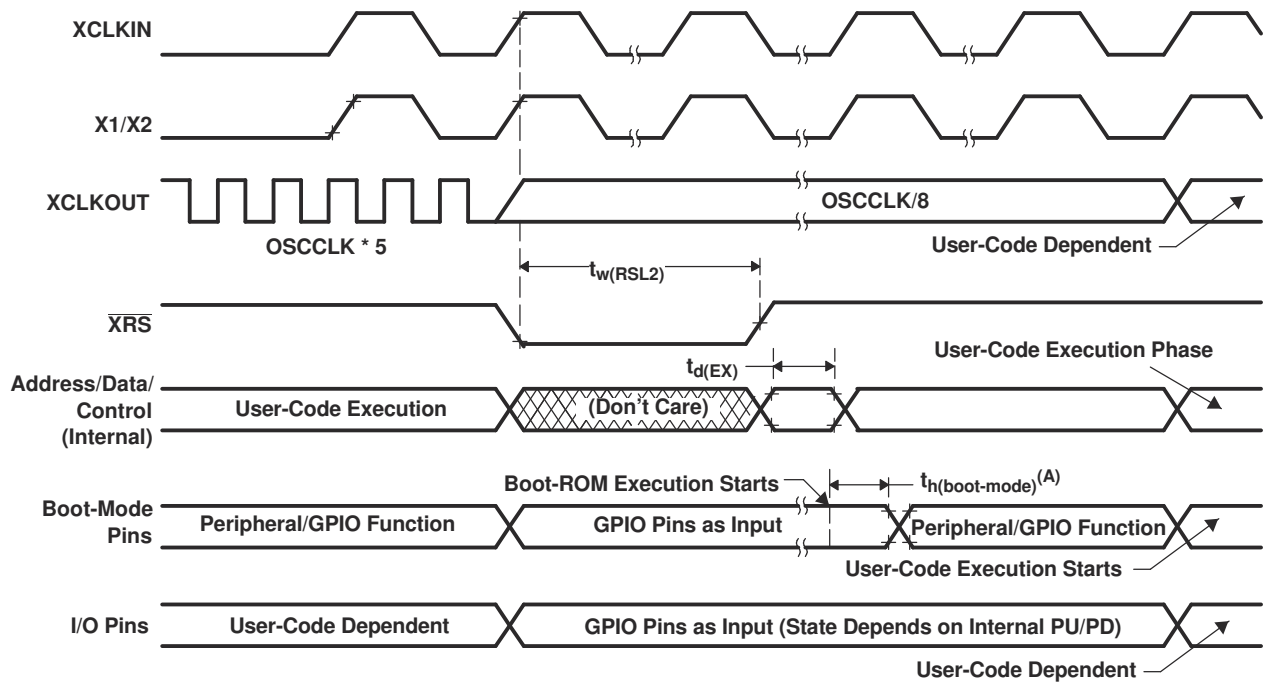 XCLKIN
X1/X2
XCLKOUT
OSCCLK * 5
OSCCLK/8
User-Code Dependent
tw(RSL2)
XRS
td(EX)
User-Code Execution Phase
Address/Data/
Control
(Internal)
User-Code Execution
(Don't Care)
Boot-ROM Execution Starts
th(boot-mode)(A)
Boot-Mode
Pins
Peripheral/GPIO Function
GPIO Pins as Input
Peripheral/GPIO Function
User-Code Execution Starts
I/O Pins
User-Code Dependent
GPIO Pins as Input (State Depends on Internal PU/PD)
User-Code Dependent